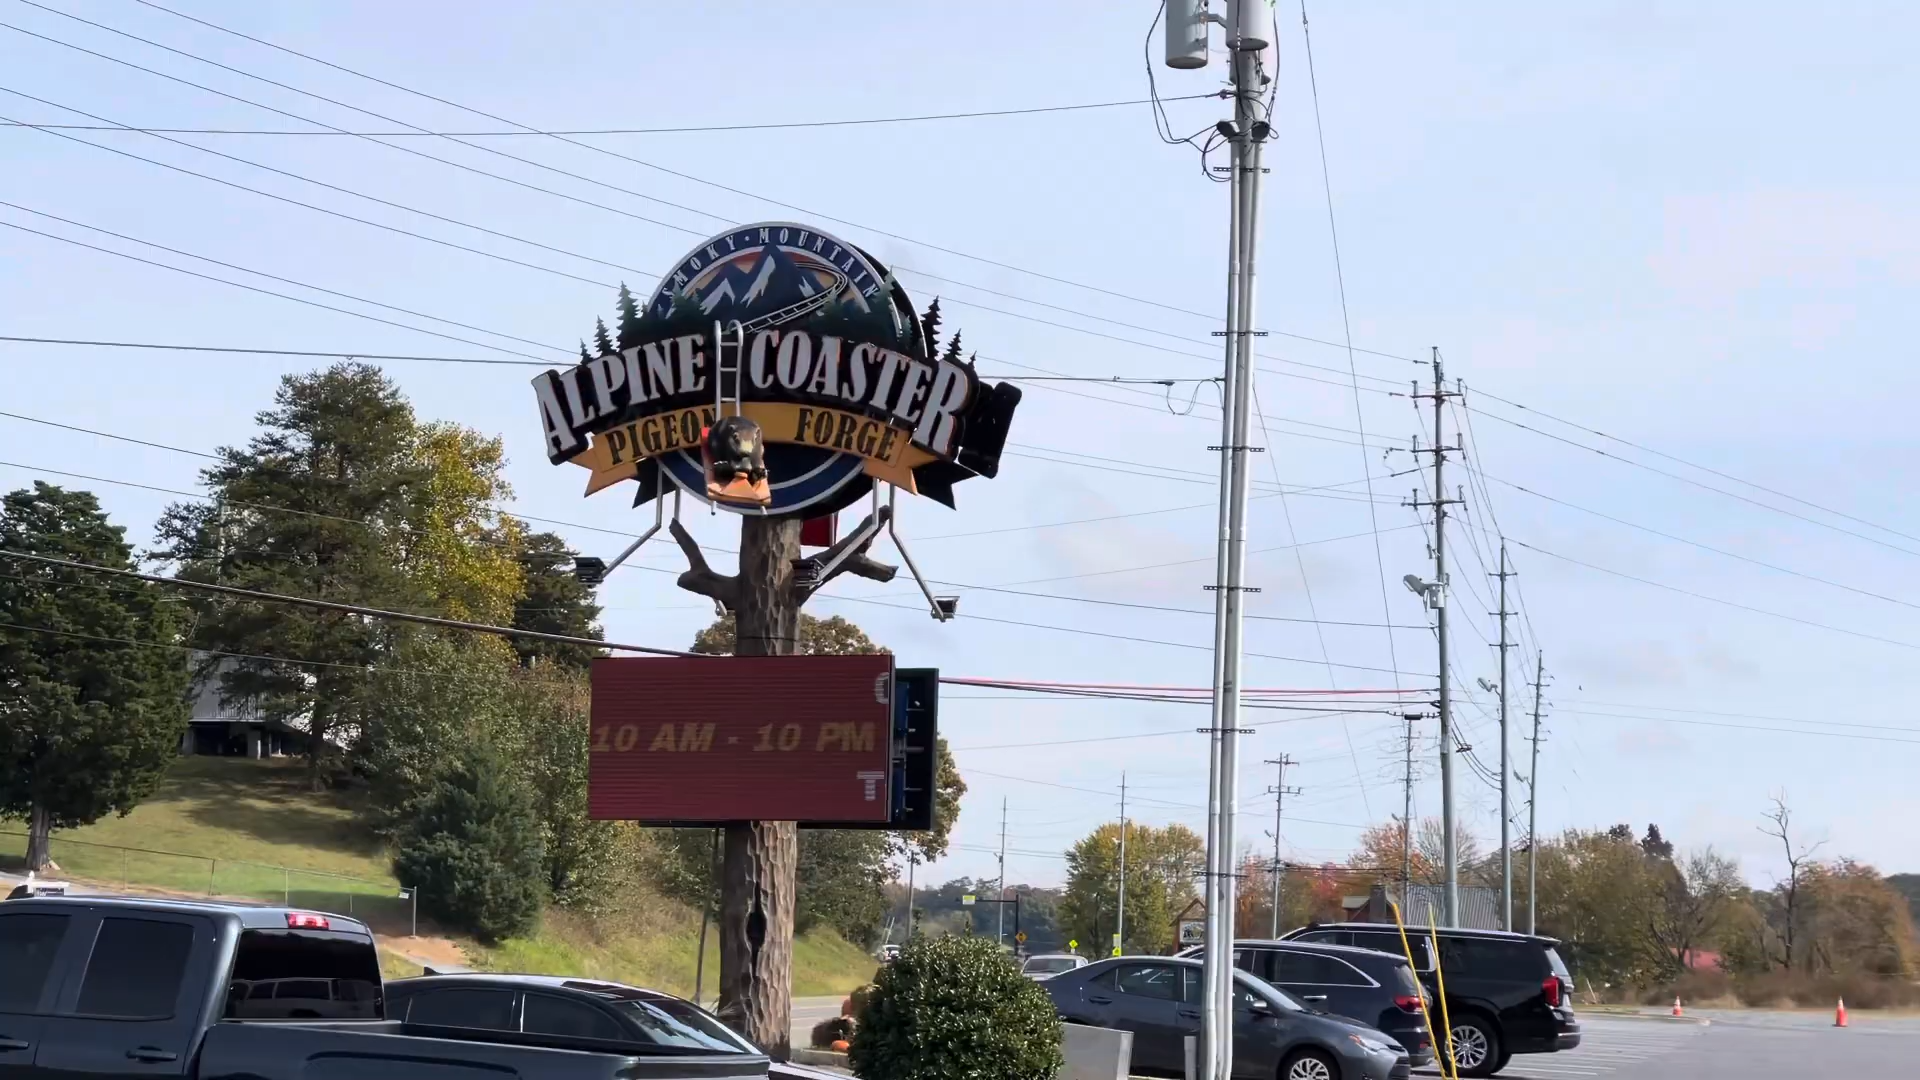 SMOKY • MOUNTAIN
ALPINE COASTER
PIGEON FORGE
10 AM - 10 PM